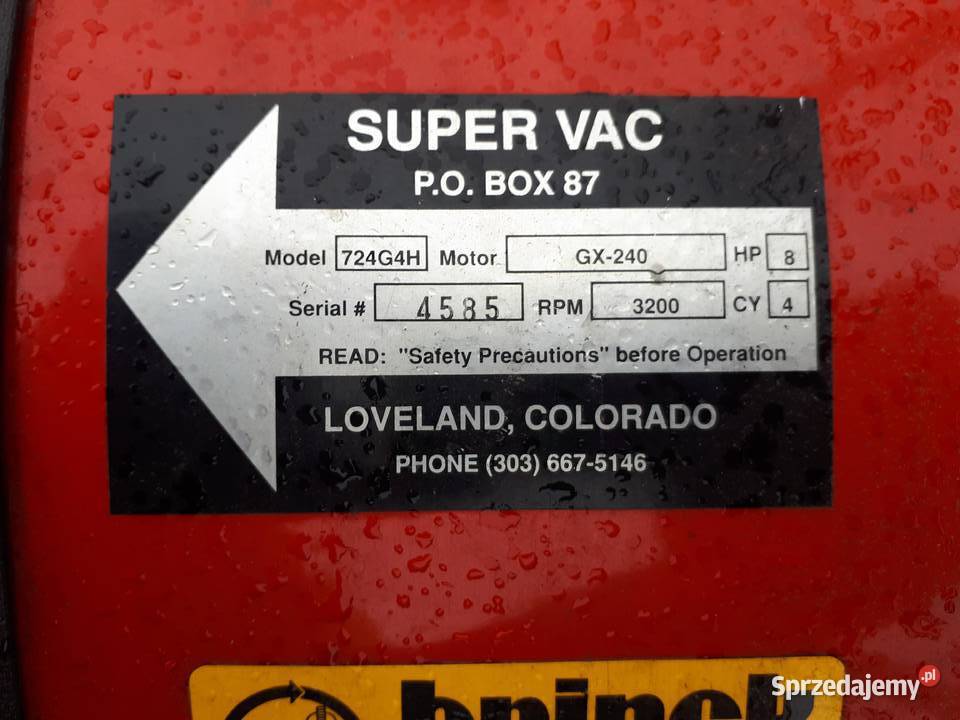 SUPER VAC
P.O. BOX 87
Model 724G4H Motor GX-240 HP 8
Serial # 4585 RPM 3200 CY 4
READ: "Safety Precautions" before Operation
LOVELAND, COLORADO
PHONE (303) 667-5146
Sprzedajemy.pl